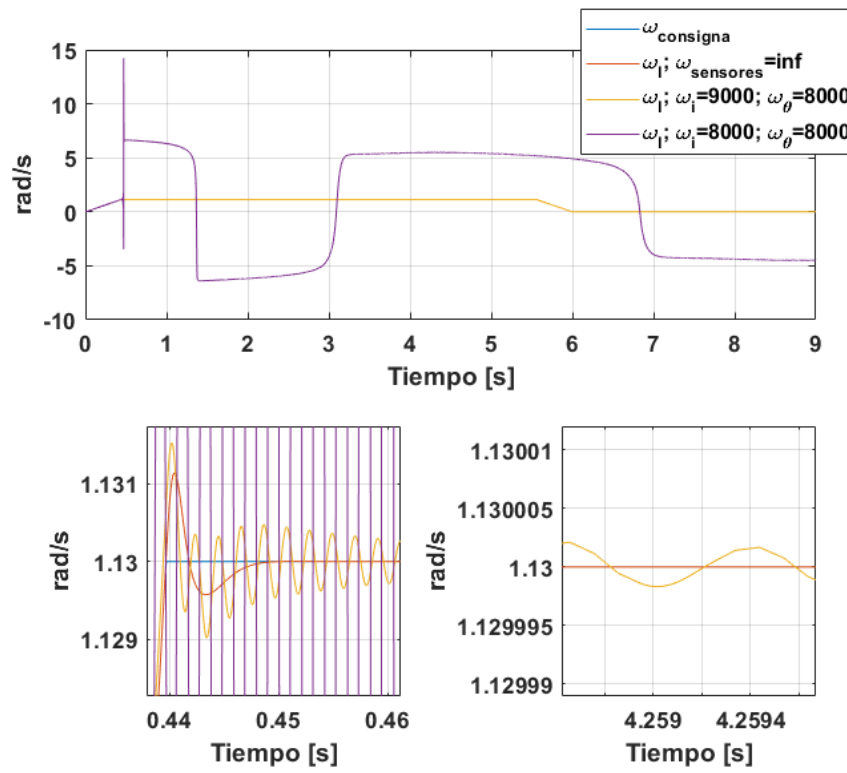 ω_consigna
ω_l; ω_sensores=inf
ω_l; ω_i=9000; ω_θ=8000
ω_l; ω_i=8000; ω_θ=8000
15
10
5
0
-5
-10
rad/s
0 1 2 3 4 5 6 7 8 9
Tiempo [s]
1.131
1.13
1.129
rad/s
0.44 0.45 0.46
Tiempo [s]
1.13001
1.130005
1.13
1.129995
1.12999
rad/s
4.259 4.2594
Tiempo [s]